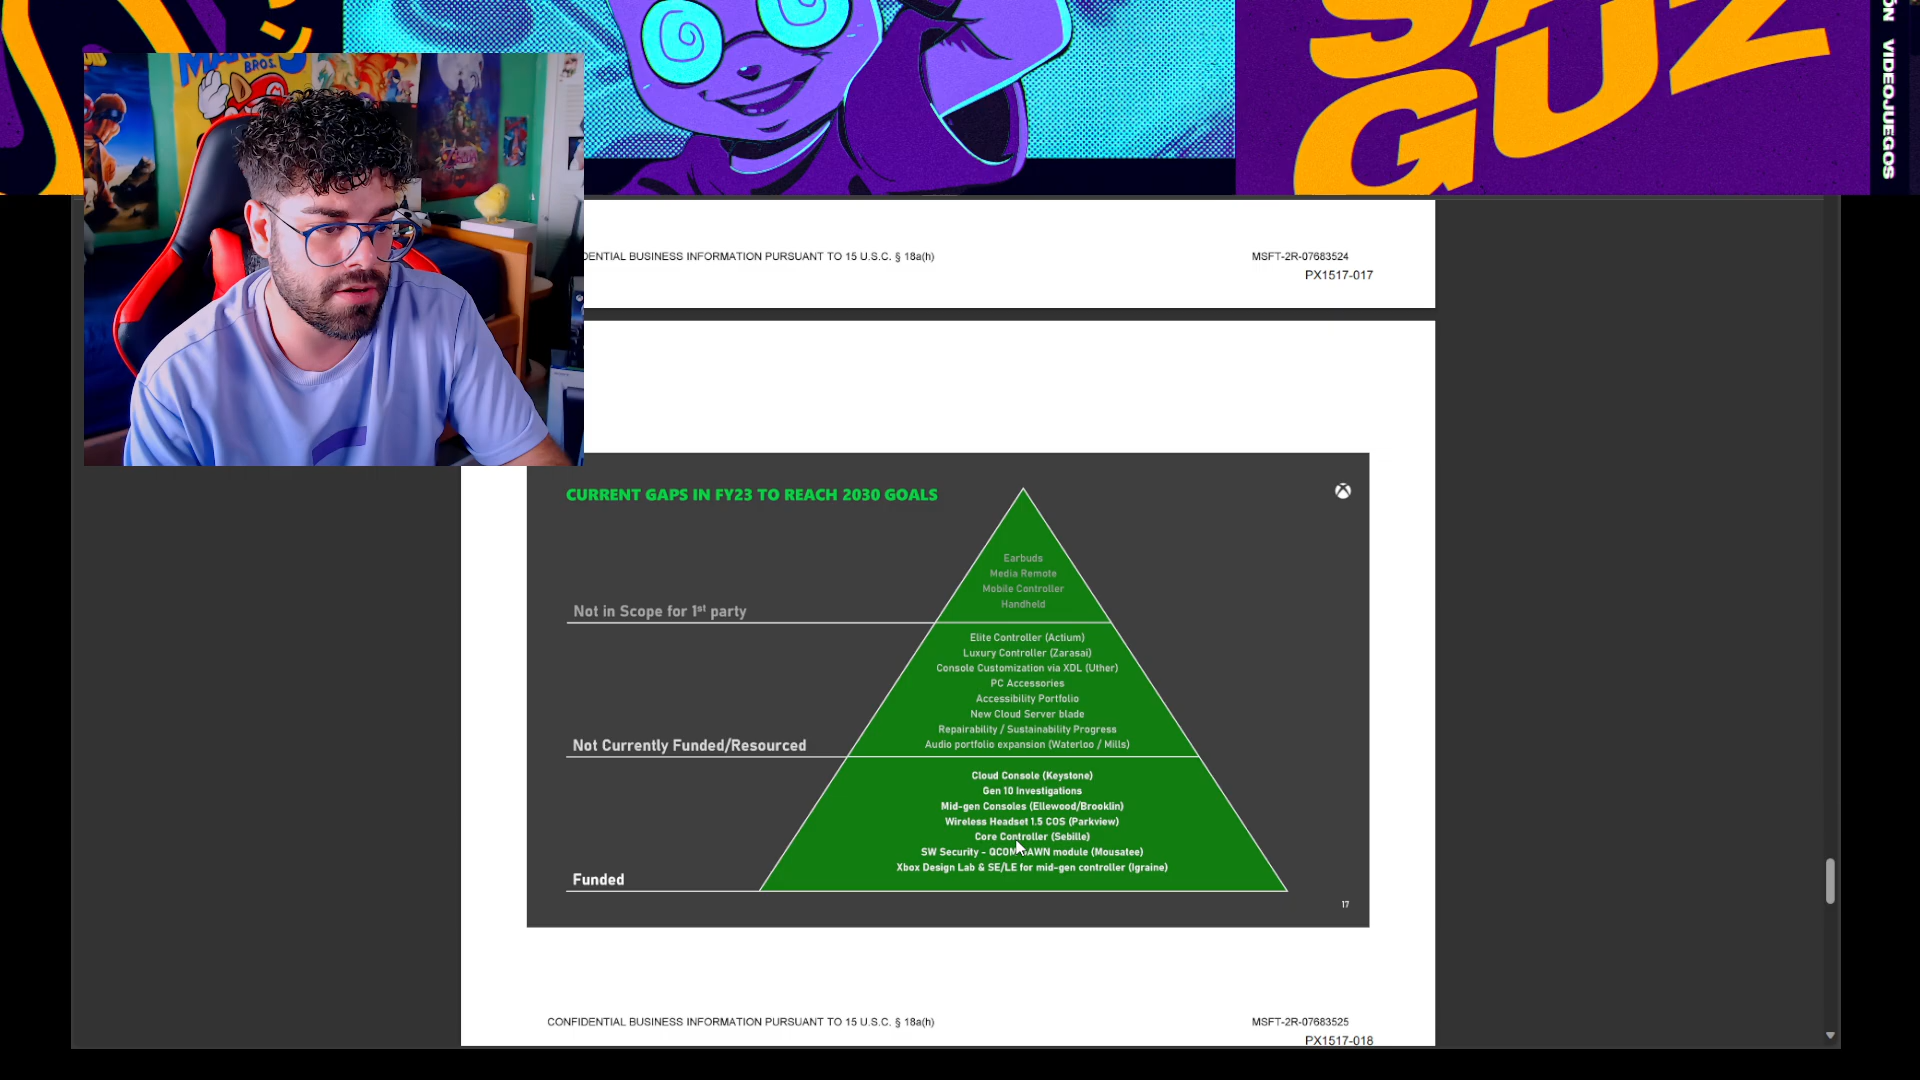 SA
GUZ
ÓN VIDEOJUEGOS
MARIO
BROS.
DENTIAL BUSINESS INFORMATION PURSUANT TO 15 U.S.C. § 18a(h)
MSFT-2R-07683524
PX1517-017
CURRENT GAPS IN FY23 TO REACH 2030 GOALS
Earbuds
Media Remote
Mobile Controller
Handheld
Not in Scope for 1st party
Elite Controller (Actium)
Luxury Controller (Zarasai)
Console Customization via XDL (Uther)
PC Accessories
Accessibility Portfolio
New Cloud Server blade
Repairability / Sustainability Progress
Audio portfolio expansion (Waterloo / Mills)
Not Currently Funded/Resourced
Cloud Console (Keystone)
Gen 10 Investigations
Mid-gen Consoles (Ellewood/Brooklin)
Wireless Headset 1.5 COS (Parkview)
Core Controller (Sebille)
SW Security - module (Mousatee)
Xbox Design Lab & SE/LE for mid-gen controller (Igraine)
Funded
17
CONFIDENTIAL BUSINESS INFORMATION PURSUANT TO 15 U.S.C. § 18a(h)
MSFT-2R-07683525
PX1517-018